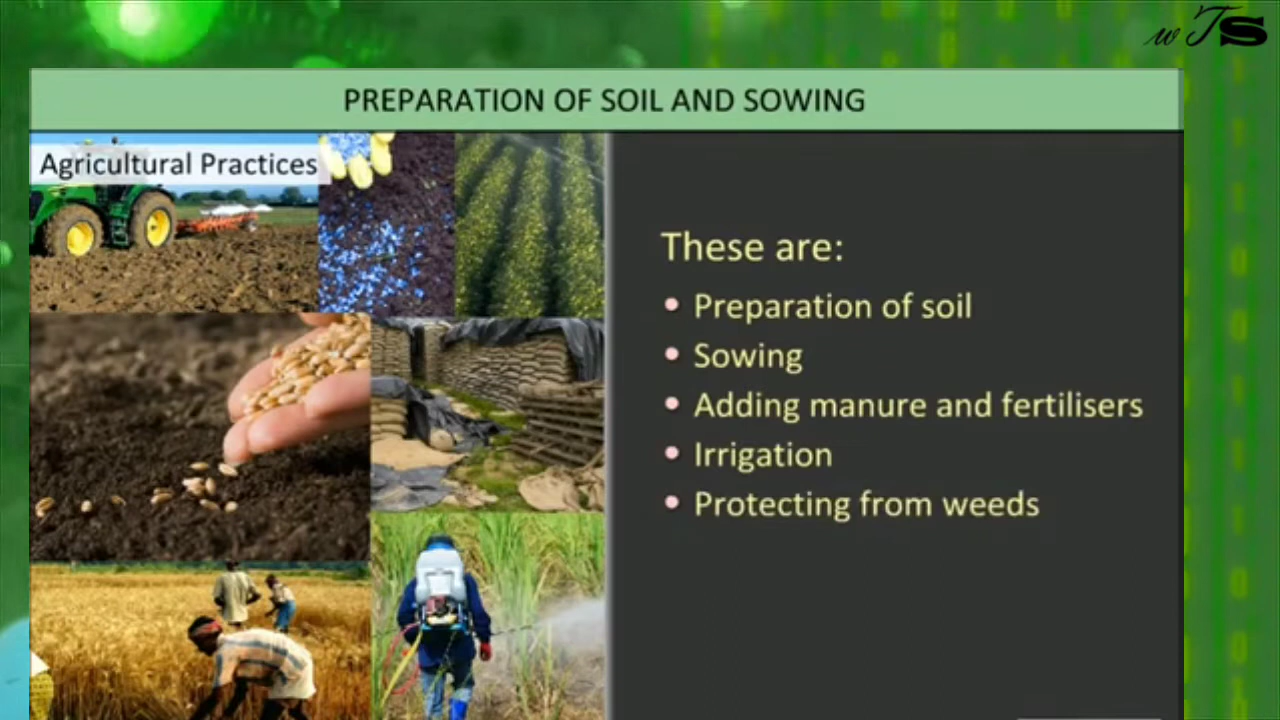 wTS
PREPARATION OF SOIL AND SOWING
Agricultural Practices
These are:
• Preparation of soil
• Sowing
• Adding manure and fertilisers
• Irrigation
• Protecting from weeds